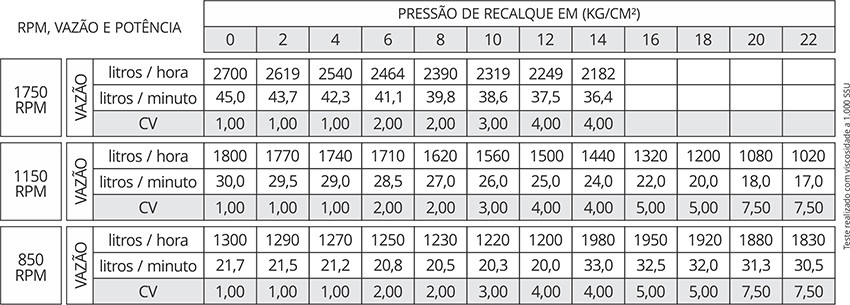 RPM, VAZÃO E POTÊNCIA
PRESSÃO DE RECALQUE EM (KG/CM²)
0 2 4 6 8 10 12 14 16 18 20 22
1750 RPM
VAZÃO
litros / hora 2700 2619 2540 2464 2390 2319 2249 2182
litros / minuto 45,0 43,7 42,3 41,1 39,8 38,6 37,5 36,4
CV 1,00 1,00 1,00 2,00 2,00 3,00 4,00 4,00
1150 RPM
VAZÃO
litros / hora 1800 1770 1740 1710 1620 1560 1500 1440 1320 1200 1080 1020
litros / minuto 30,0 29,5 29,0 28,5 27,0 26,0 25,0 24,0 22,0 20,0 18,0 17,0
CV 1,00 1,00 1,00 2,00 2,00 3,00 4,00 4,00 5,00 5,00 7,50 7,50
850 RPM
VAZÃO
litros / hora 1300 1290 1270 1250 1230 1220 1200 1980 1950 1920 1880 1830
litros / minuto 21,7 21,5 21,2 20,8 20,5 20,3 20,0 33,0 32,5 32,0 31,3 30,5
CV 1,00 1,00 1,00 2,00 2,00 3,00 4,00 4,00 5,00 5,00 7,50 7,50
Teste realizado com viscosidade a 1.000 SSU